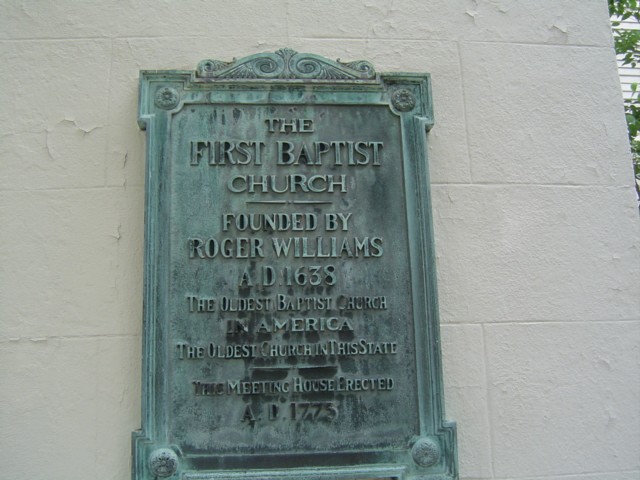 THE
FIRST BAPTIST
CHURCH
FOUNDED BY
ROGER WILLIAMS
A.D. 1638
THE OLDEST BAPTIST CHURCH
IN AMERICA
THE OLDEST CHURCH IN THIS STATE
THIS MEETING HOUSE ERECTED
A.D. 1775